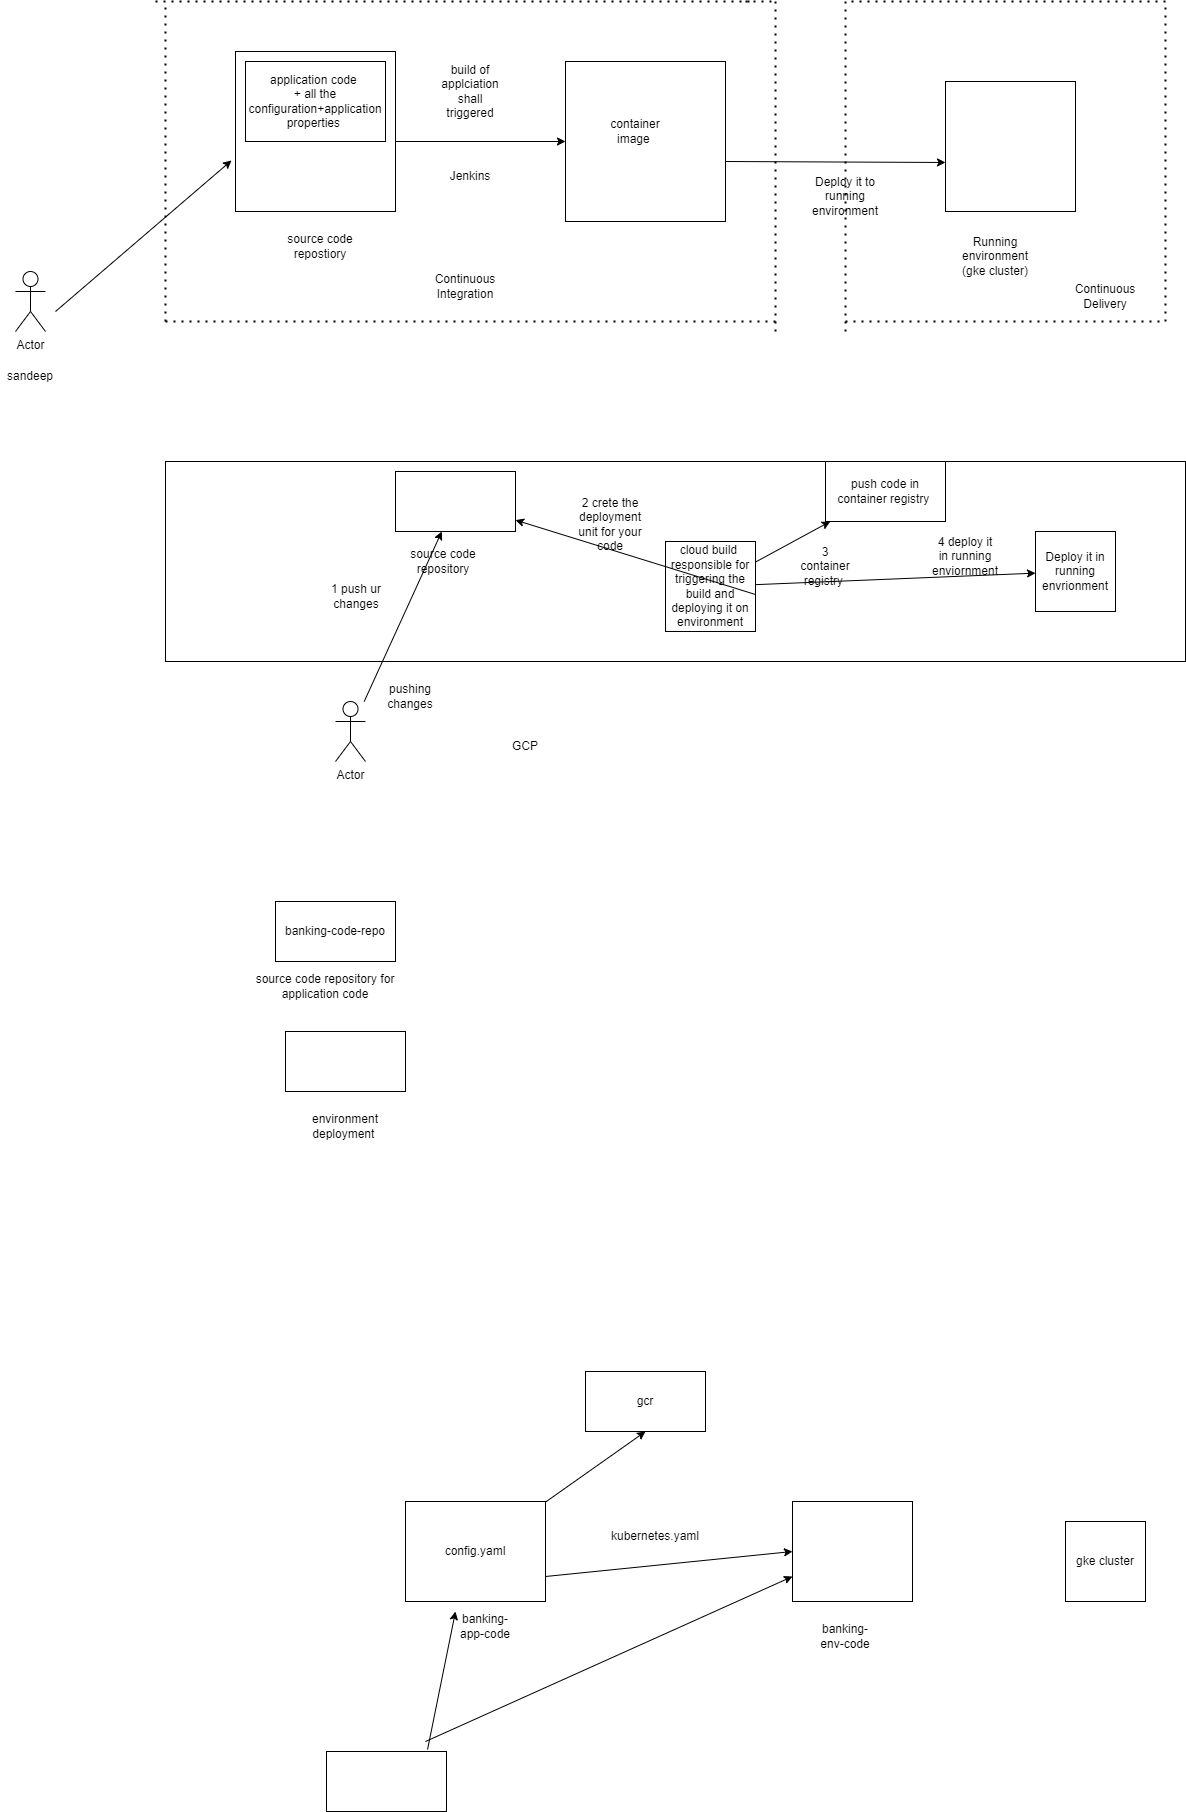 application code
+ all the
configuration+application
properties
build of
applciation
shall
triggered
container
image
Jenkins
Deploy it to
running
environment
source code
repostiory
Running
environment
(gke cluster)
Continuous
Integration
Continuous
Delivery
Actor
sandeep
push code in
container registry
2 crete the
deployment
unit for your
code
source code
repository
cloud build
responsible for
triggering the
build and
deploying it on
environment
3
container
registry
4 deploy it
in running
enviornment
Deploy it in
running
envrionment
1 push ur
changes
pushing
changes
GCP
Actor
banking-code-repo
source code repository for
application code
environment
deployment
gcr
config.yaml
kubernetes.yaml
gke cluster
banking-
app-code
banking-
env-code